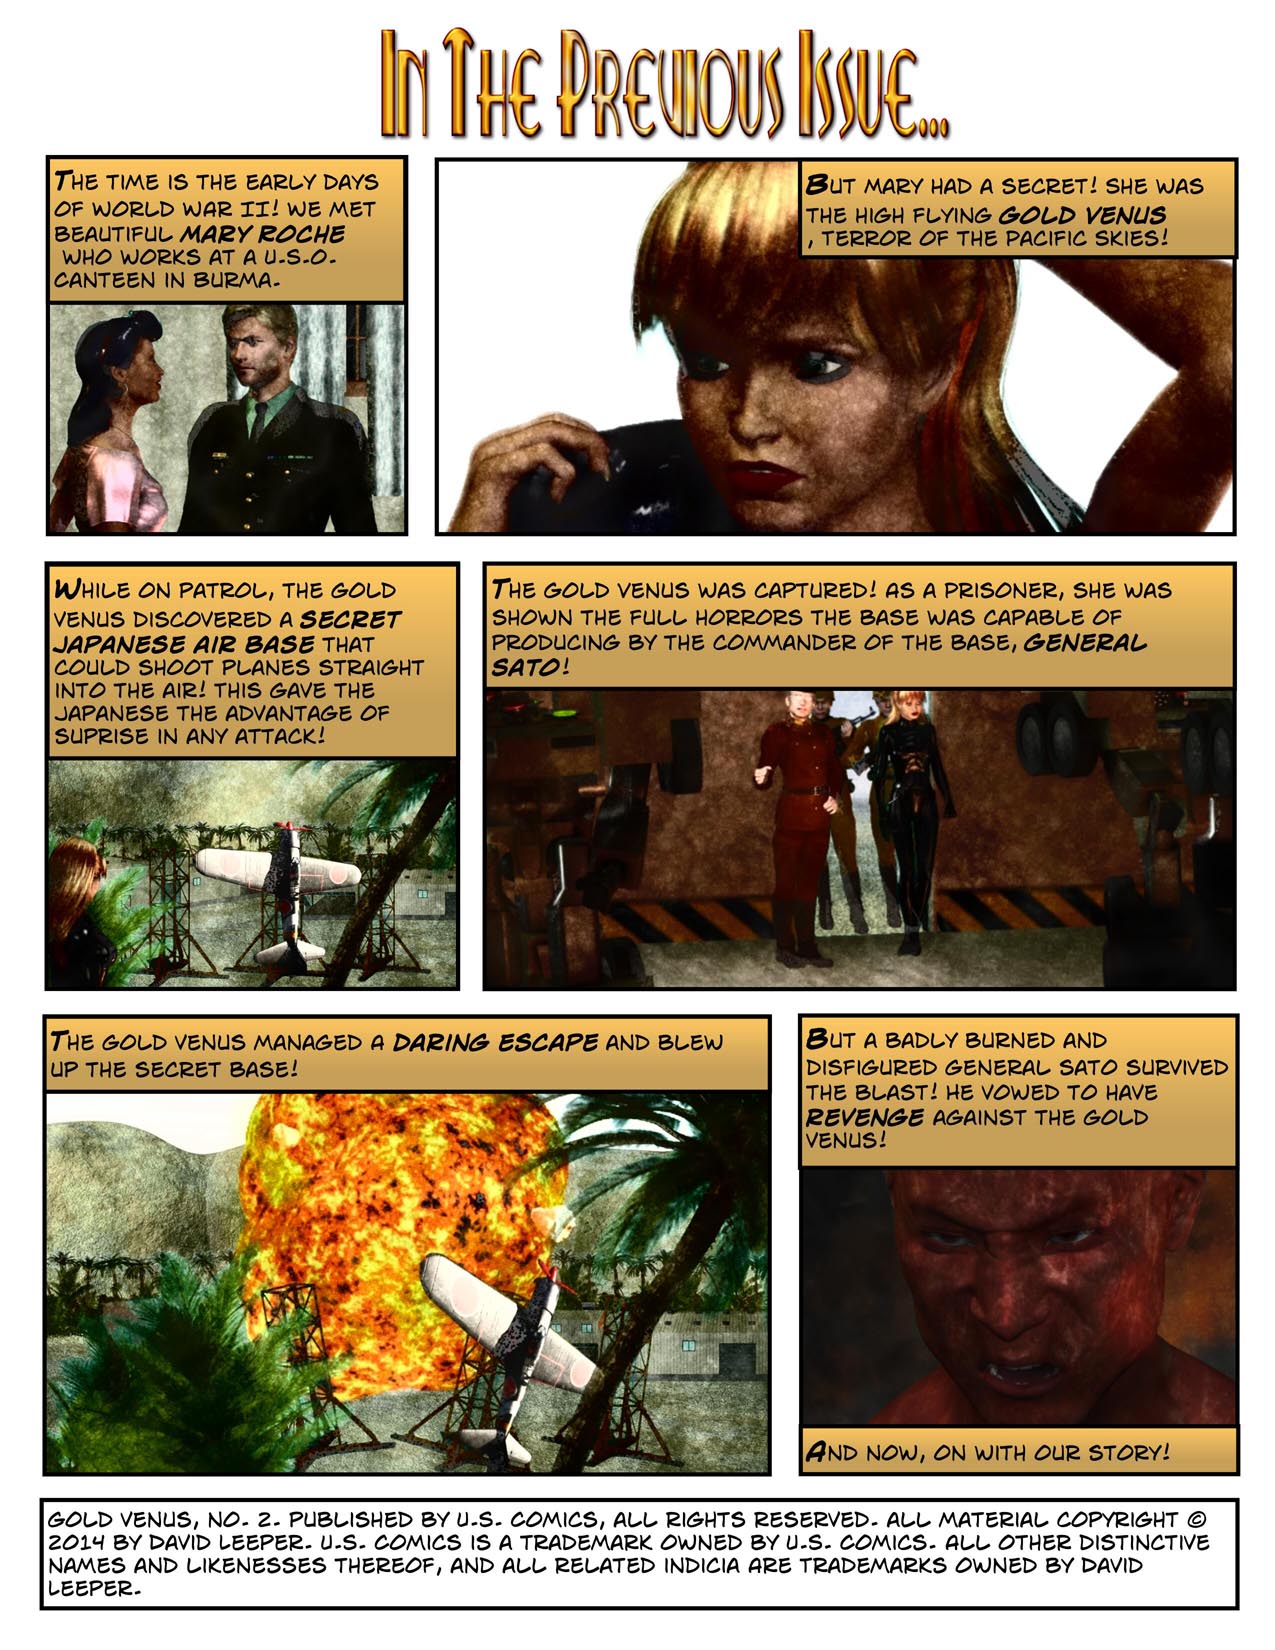 IN THE PREVIOUS ISSUE...
THE TIME IS THE EARLY DAYS
OF WORLD WAR II! WE MET
BEAUTIFUL MARY ROCHE
WHO WORKS AT A U.S.O.
CANTEEN IN BURMA.
BUT MARY HAD A SECRET! SHE WAS
THE HIGH FLYING GOLD VENUS
, TERROR OF THE PACIFIC SKIES!
WHILE ON PATROL, THE GOLD
VENUS DISCOVERED A SECRET
JAPANESE AIR BASE THAT
COULD SHOOT PLANES STRAIGHT
INTO THE AIR! THIS GAVE THE
JAPANESE THE ADVANTAGE OF
SUPRISE IN ANY ATTACK!
THE GOLD VENUS WAS CAPTURED! AS A PRISONER, SHE WAS
SHOWN THE FULL HORRORS THE BASE WAS CAPABLE OF
PRODUCING BY THE COMMANDER OF THE BASE, GENERAL
SATO!
THE GOLD VENUS MANAGED A DARING ESCAPE AND BLEW
UP THE SECRET BASE!
BUT A BADLY BURNED AND
DISFIGURED GENERAL SATO SURVIVED
THE BLAST! HE VOWED TO HAVE
REVENGE AGAINST THE GOLD
VENUS!
AND NOW, ON WITH OUR STORY!
GOLD VENUS, NO. 2. PUBLISHED BY U.S. COMICS, ALL RIGHTS RESERVED. ALL MATERIAL COPYRIGHT ©
2014 BY DAVID LEEPER. U.S. COMICS IS A TRADEMARK OWNED BY U.S. COMICS. ALL OTHER DISTINCTIVE
NAMES AND LIKENESSES THEREOF, AND ALL RELATED INDICIA ARE TRADEMARKS OWNED BY DAVID
LEEPER.